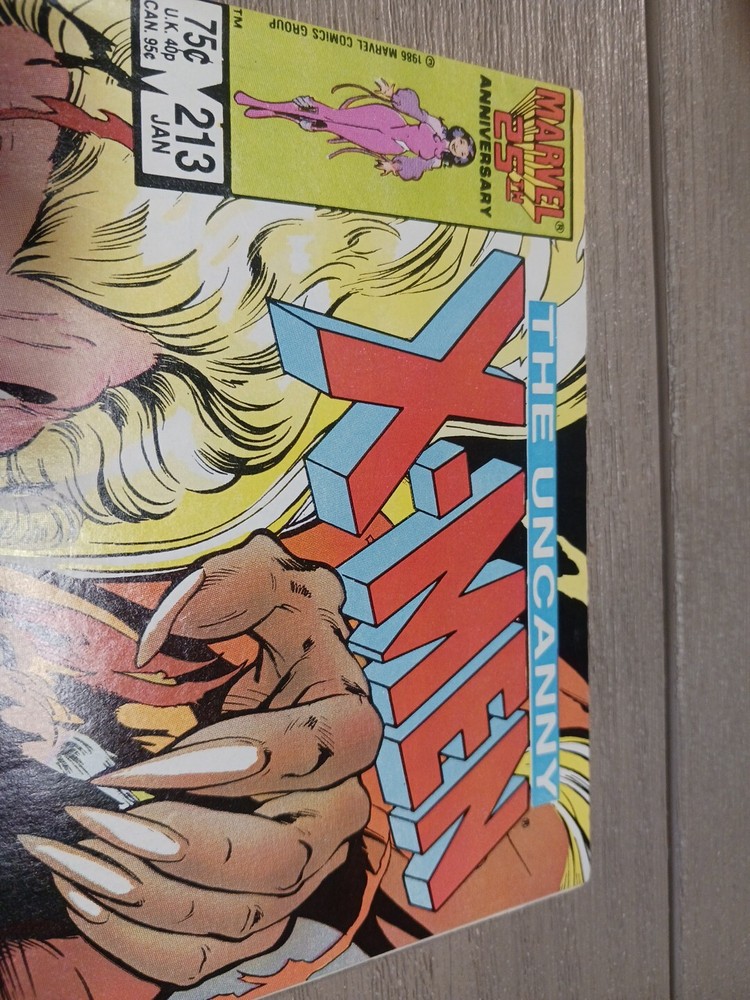 MARVEL®
25TH
ANNIVERSARY
© 1986 MARVEL COMICS GROUP
TM
75¢
U.K. 40p
CAN. 95¢
213
JAN
THE UNCANNY
X-MEN®